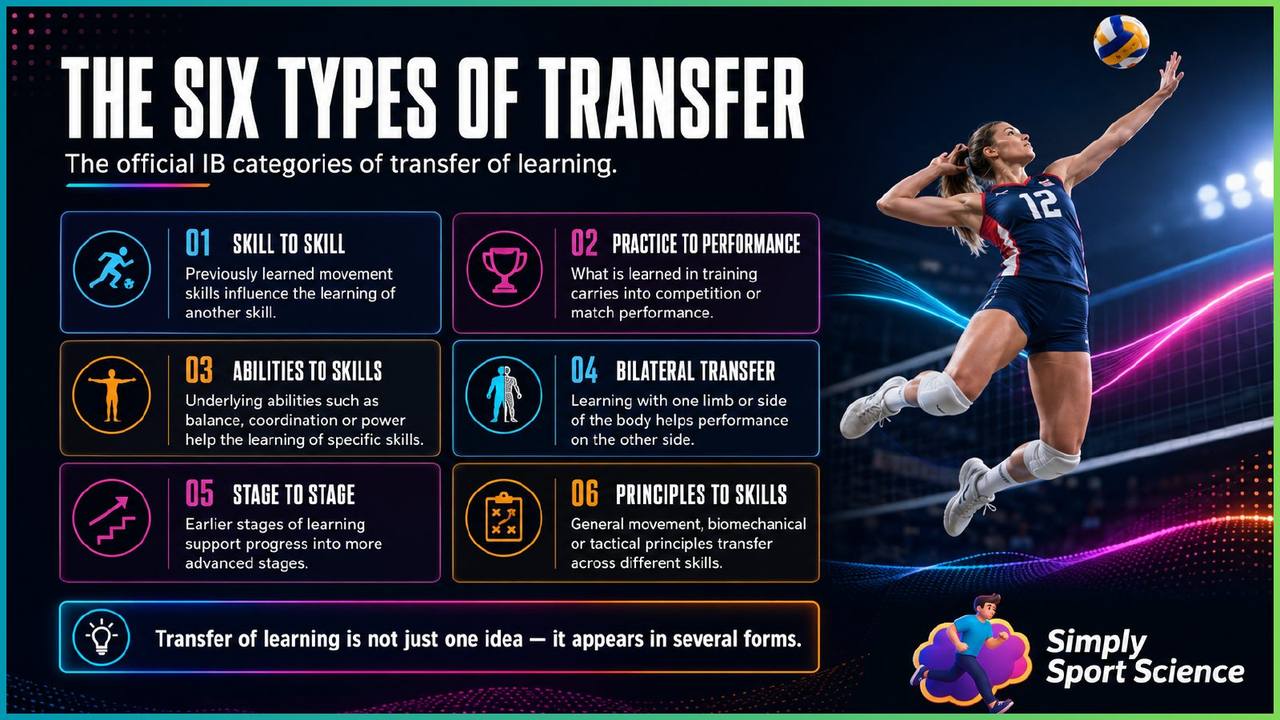 THE SIX TYPES OF TRANSFER
The official IB categories of transfer of learning.
01 SKILL TO SKILL
Previously learned movement
skills influence the learning of
another skill.
02 PRACTICE TO PERFORMANCE
What is learned in training
carries into competition or
match performance.
03 ABILITIES TO SKILLS
Underlying abilities such as
balance, coordination or power
help the learning of specific skills.
04 BILATERAL TRANSFER
Learning with one limb or side
of the body helps performance
on the other side.
05 STAGE TO STAGE
Earlier stages of learning
support progress into more
advanced stages.
06 PRINCIPLES TO SKILLS
General movement, biomechanical
or tactical principles transfer
across different skills.
Transfer of learning is not just one idea — it appears in several forms.
12
Simply
Sport Science